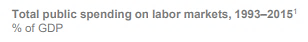 Total public spending on labor markets, 1993–2015¹
% of GDP